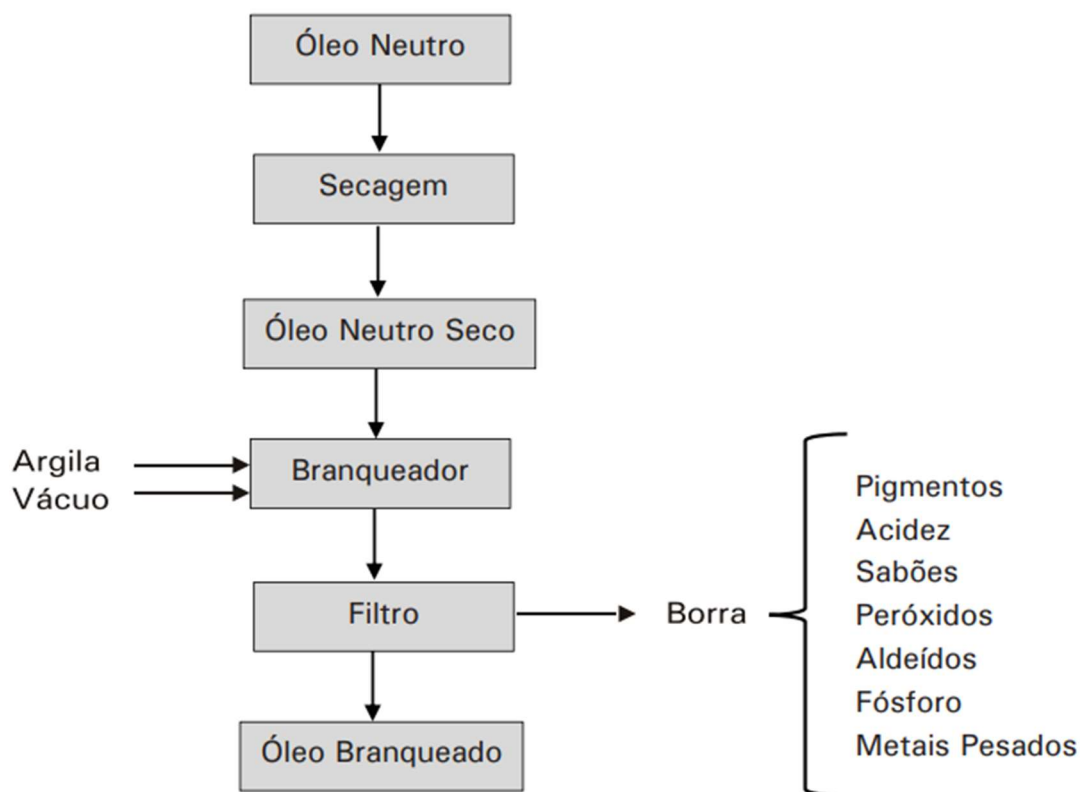 Óleo Neutro
Secagem
Óleo Neutro Seco
Argila
Vácuo
Branqueador
Filtro
Borra
Pigmentos
Acidez
Sabões
Peróxidos
Aldeídos
Fósforo
Metais Pesados
Óleo Branqueado